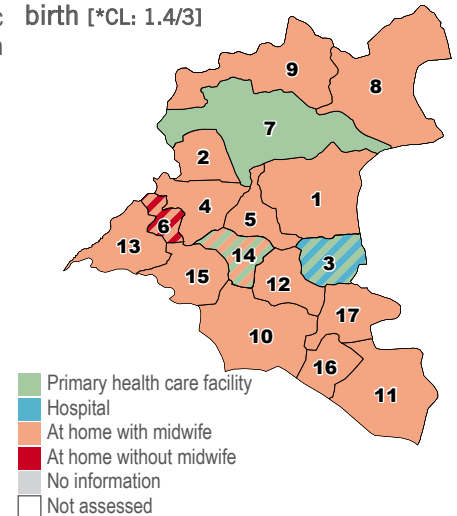 birth [*CL: 1.4/3]
9
8
7
2
1
4
5
6
13
14
3
15
12
17
10
16
11
Primary health care facility
Hospital
At home with midwife
At home without midwife
No information
Not assessed